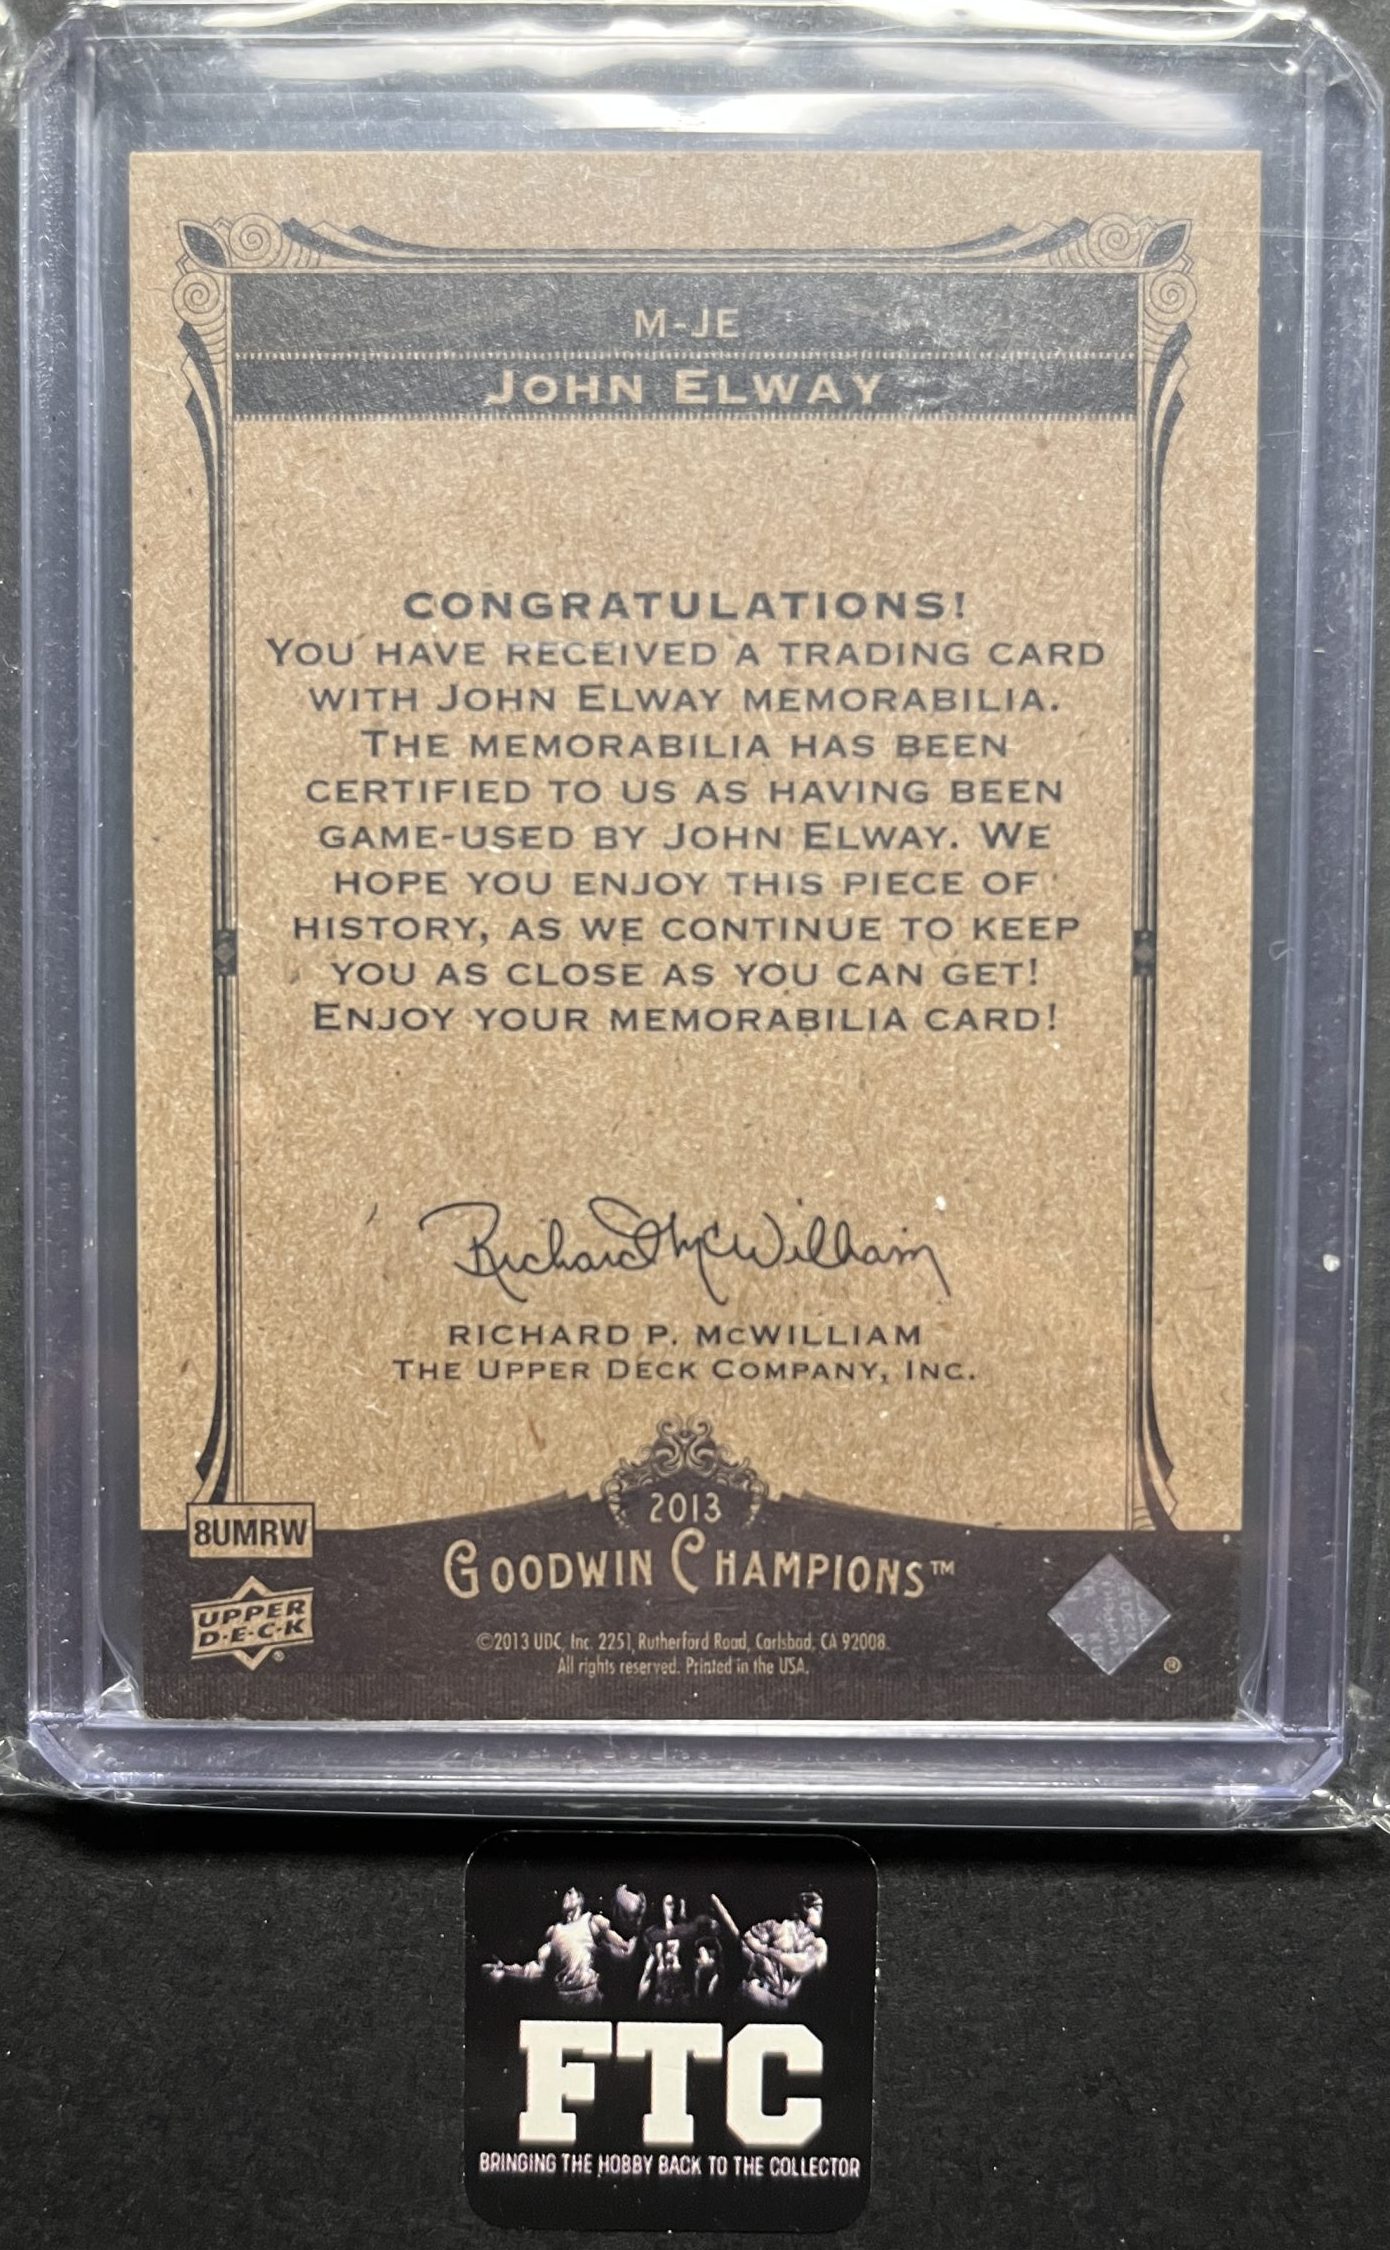 M-JE
JOHN ELWAY
CONGRATULATIONS!
YOU HAVE RECEIVED A TRADING CARD
WITH JOHN ELWAY MEMORABILIA.
THE MEMORABILIA HAS BEEN
CERTIFIED TO US AS HAVING BEEN
GAME-USED BY JOHN ELWAY. WE
HOPE YOU ENJOY THIS PIECE OF
HISTORY, AS WE CONTINUE TO KEEP
YOU AS CLOSE AS YOU CAN GET!
ENJOY YOUR MEMORABILIA CARD!
Richard McWilliam
RICHARD P. McWILLIAM
THE UPPER DECK COMPANY, INC.
2013
8UMRW
GOODWIN CHAMPIONS™
UPPER
D·E·C·K
®
©2013 UDC, Inc. 2251, Rutherford Road, Carlsbad, CA 92008.
All rights reserved. Printed in the USA.
®
13
FTC
BRINGING THE HOBBY BACK TO THE COLLECTOR